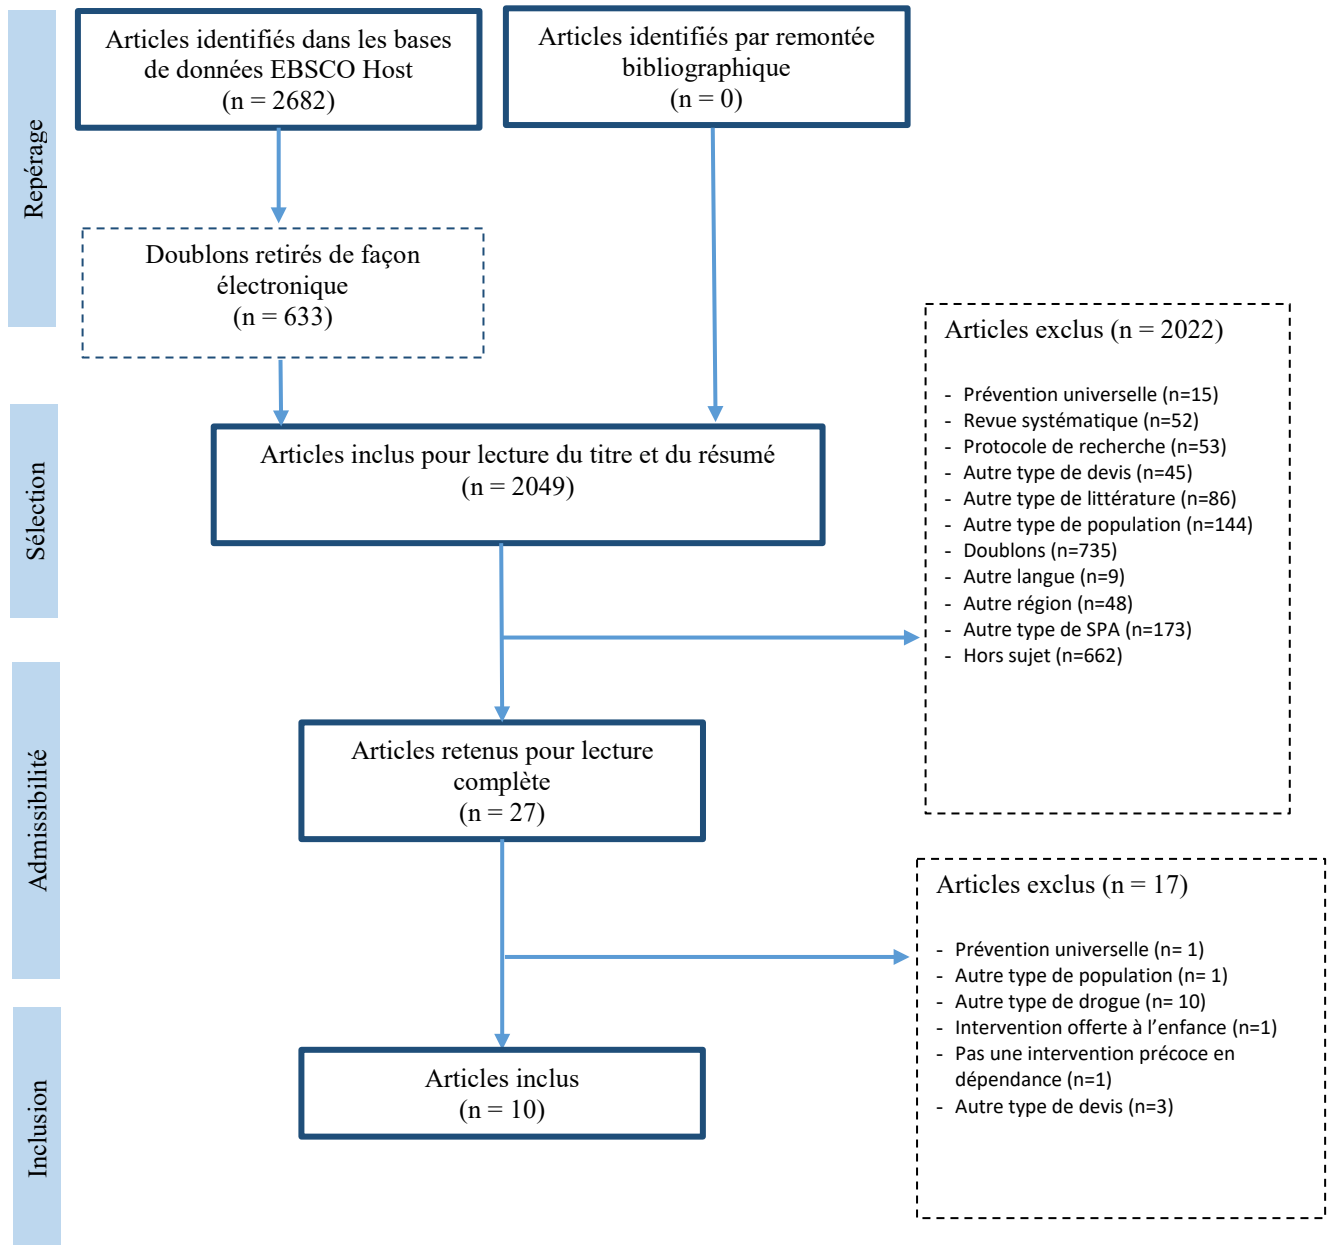 Repérage
Articles identifiés dans les bases
de données EBSCO Host
(n = 2682)
Articles identifiés par remontée
bibliographique
(n = 0)
Doublons retirés de façon
électronique
(n = 633)
Sélection
Articles inclus pour lecture du titre et du résumé
(n = 2049)
Articles exclus (n = 2022)
- Prévention universelle (n=15)
- Revue systématique (n=52)
- Protocole de recherche (n=53)
- Autre type de devis (n=45)
- Autre type de littérature (n=86)
- Autre type de population (n=144)
- Doublons (n=735)
- Autre langue (n=9)
- Autre région (n=48)
- Autre type de SPA (n=173)
- Hors sujet (n=662)
Admissibilité
Articles retenus pour lecture
complète
(n = 27)
Articles exclus (n = 17)
- Prévention universelle (n= 1)
- Autre type de population (n= 1)
- Autre type de drogue (n= 10)
- Intervention offerte à l’enfance (n=1)
- Pas une intervention précoce en
dépendance (n=1)
- Autre type de devis (n=3)
Inclusion
Articles inclus
(n = 10)